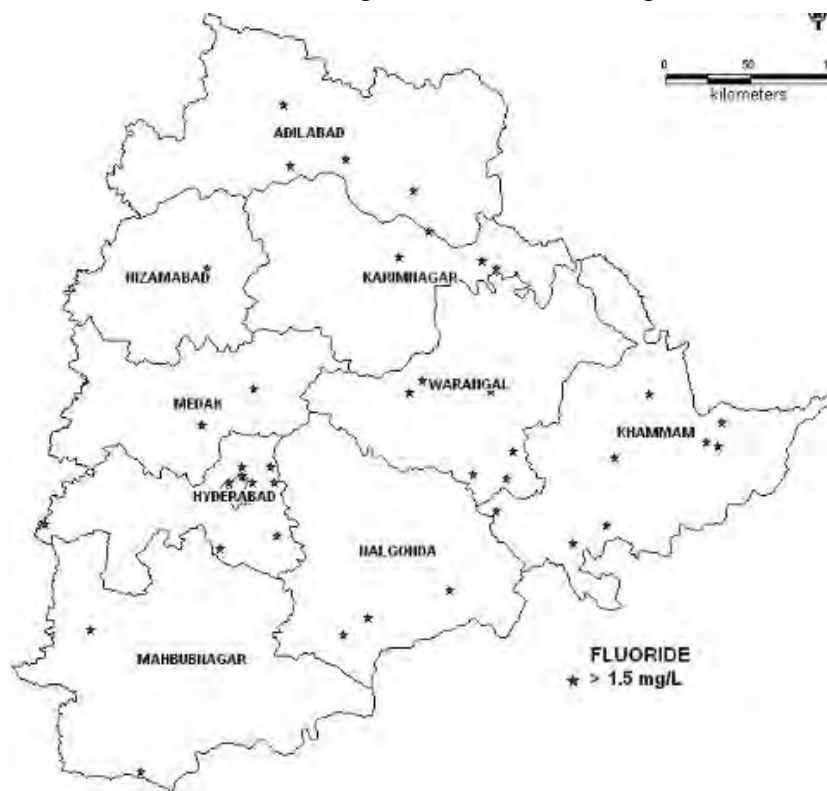 0 50
kilometers
ADILABAD
NIZAMABAD
KARIMNAGAR
WARANGAL
MEDAK
KHAMMAM
HYDERABAD
NALGONDA
MAHBUBNAGAR
FLUORIDE
> 1.5 mg/L